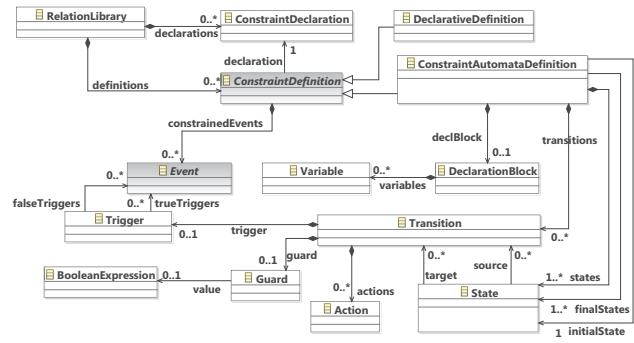 RelationLibrary
0..*
ConstraintDeclaration
DeclarativeDefinition
declarations
1
declaration
ConstraintAutomataDefinition
definitions
0..*
ConstraintDefinition
constrainedEvents
declBlock
transitions
0..*
0..1
Event
Variable
0..*
DeclarationBlock
variables
falseTriggers
0..*
trueTriggers
Trigger
0..1
trigger
Transition
0..*
guard
0..1
source
0..*
0..*
target
BooleanExpression
0..1
value
Guard
0..*
actions
State
1..*
states
1..*
finalStates
Action
1
initialState